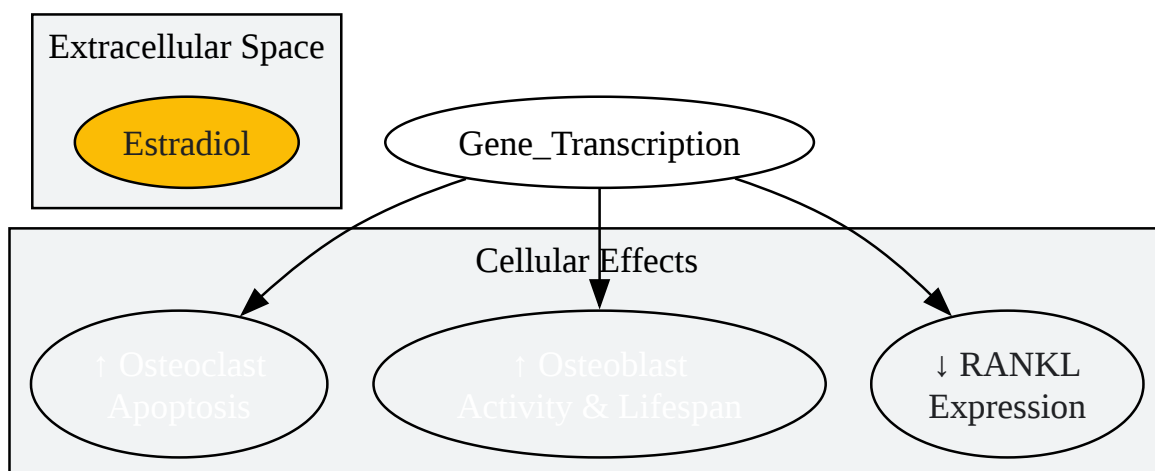 Extracellular Space
Estradiol
Gene_Transcription
Cellular Effects
↑ Osteoclast
Apoptosis
↑ Osteoblast
Activity & Lifespan
↓ RANKL
Expression